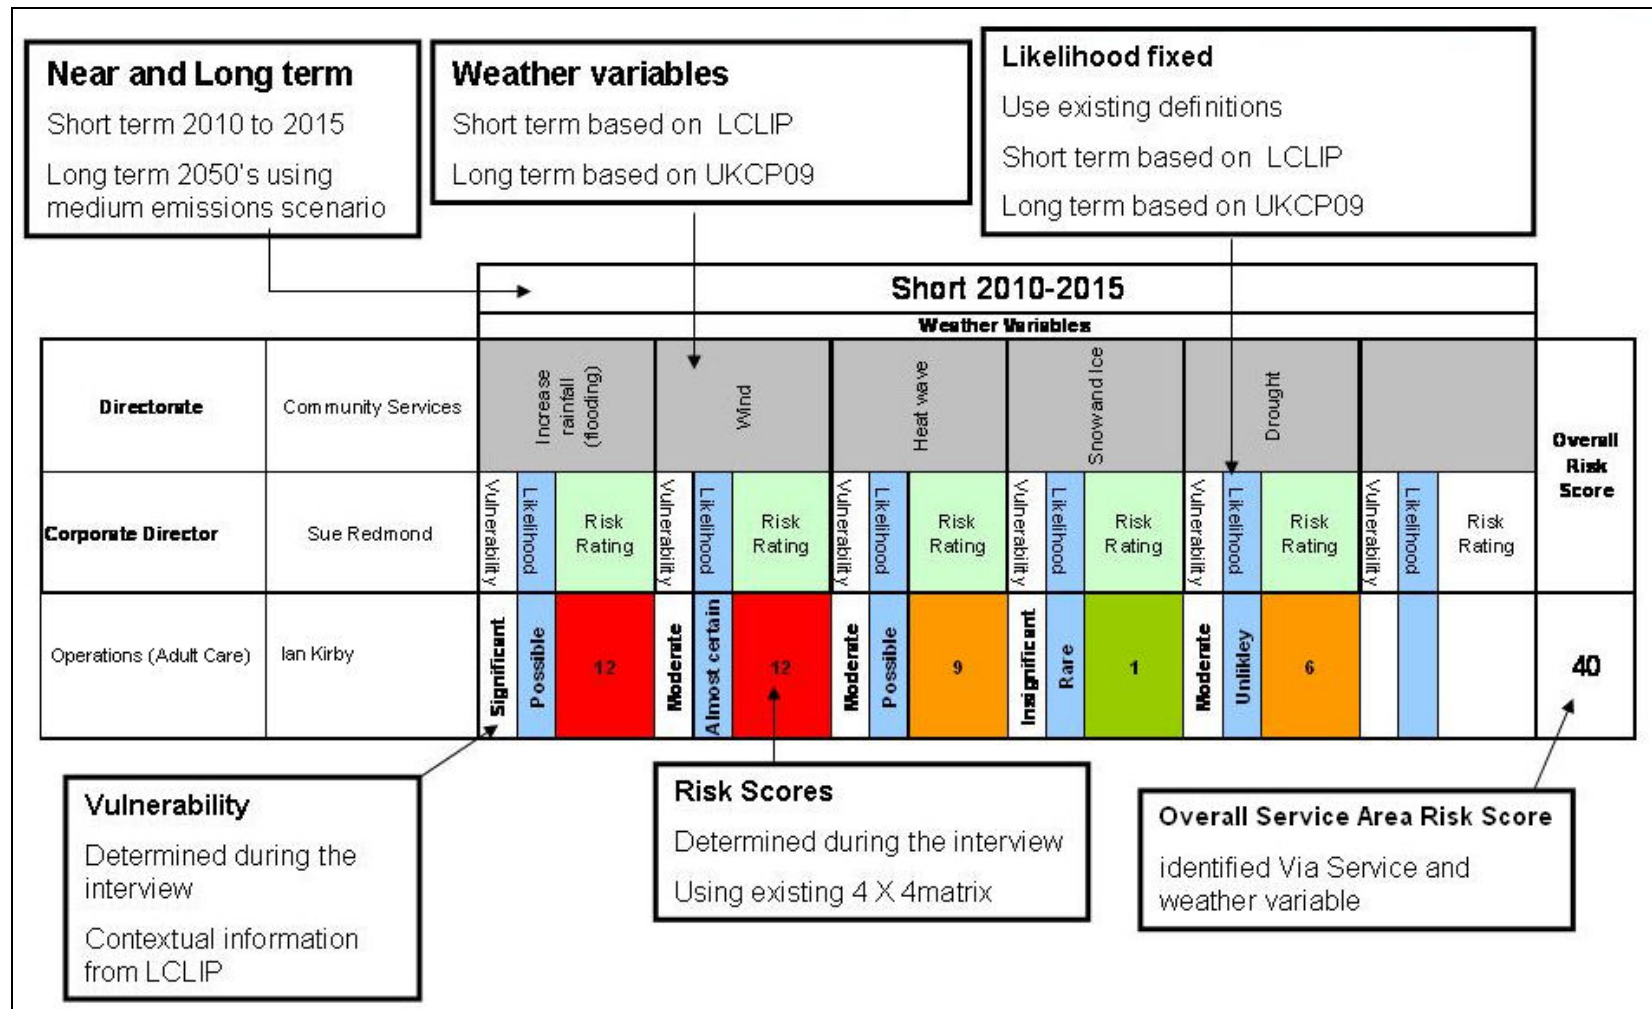 Near and Long term
Short term 2010 to 2015
Long term 2050's using
medium emissions scenario
Weather variables
Short term based on LCLIP
Long term based on UKCP09
Likelihood fixed
Use existing definitions
Short term based on LCLIP
Long term based on UKCP09
Short 2010-2015
Weather Variables
Directorate
Community Services
Increase
rainfall
(flooding)
Wind
Heat wave
Snow and Ice
Drought
Overall
Risk
Score
Corporate Director
Sue Redmond
Vulnerability
Likelihood
Risk
Rating
Vulnerability
Likelihood
Risk
Rating
Vulnerability
Likelihood
Risk
Rating
Vulnerability
Likelihood
Risk
Rating
Vulnerability
Likelihood
Risk
Rating
Vulnerability
Likelihood
Risk
Rating
Operations (Adult Care)
Ian Kirby
Significant
Possible
12
Moderate
Almost certain
12
Moderate
Possible
9
Insignificant
Rare
1
Moderate
Unlikley
6
40
Vulnerability
Determined during the
interview
Contextual information
from LCLIP
Risk Scores
Determined during the interview
Using existing 4 X 4matrix
Overall Service Area Risk Score
identified Via Service and
weather variable